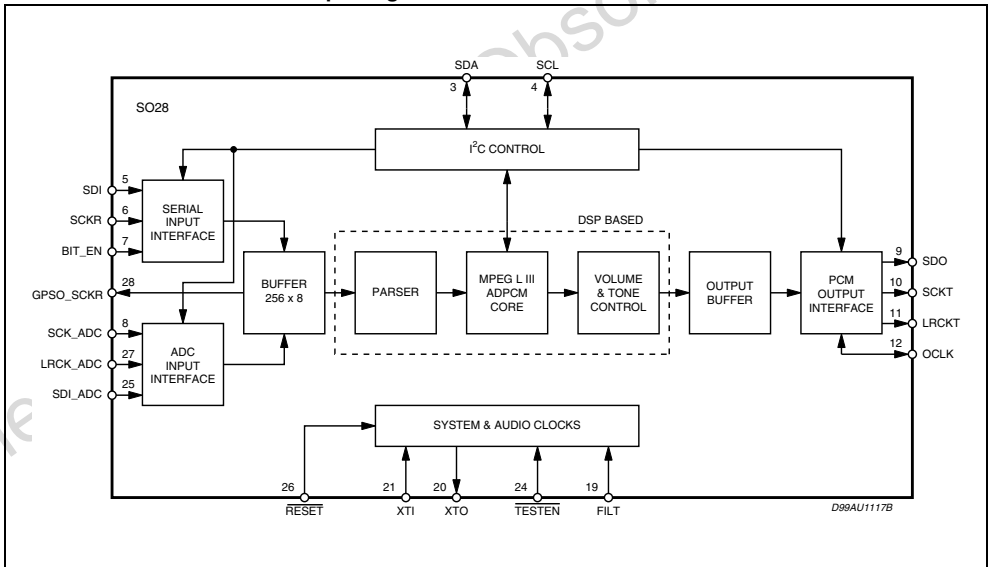 Obsol
SDA
SCL
3
4
SO28
I2C CONTROL
SDI
5
SCKR
6
BIT_EN
7
SERIAL
INPUT
INTERFACE
DSP BASED
GPSO_SCKR
28
BUFFER
256 x 8
PARSER
MPEG L III
ADPCM
CORE
VOLUME
& TONE
CONTROL
OUTPUT
BUFFER
PCM
OUTPUT
INTERFACE
9
SDO
10
SCKT
11
LRCKT
12
OCLK
SCK_ADC
8
LRCK_ADC
27
SDI_ADC
25
ADC
INPUT
INTERFACE
SYSTEM & AUDIO CLOCKS
26
21
20
24
19
RESET
XTI
XTO
TESTEN
FILT
D99AU1117B